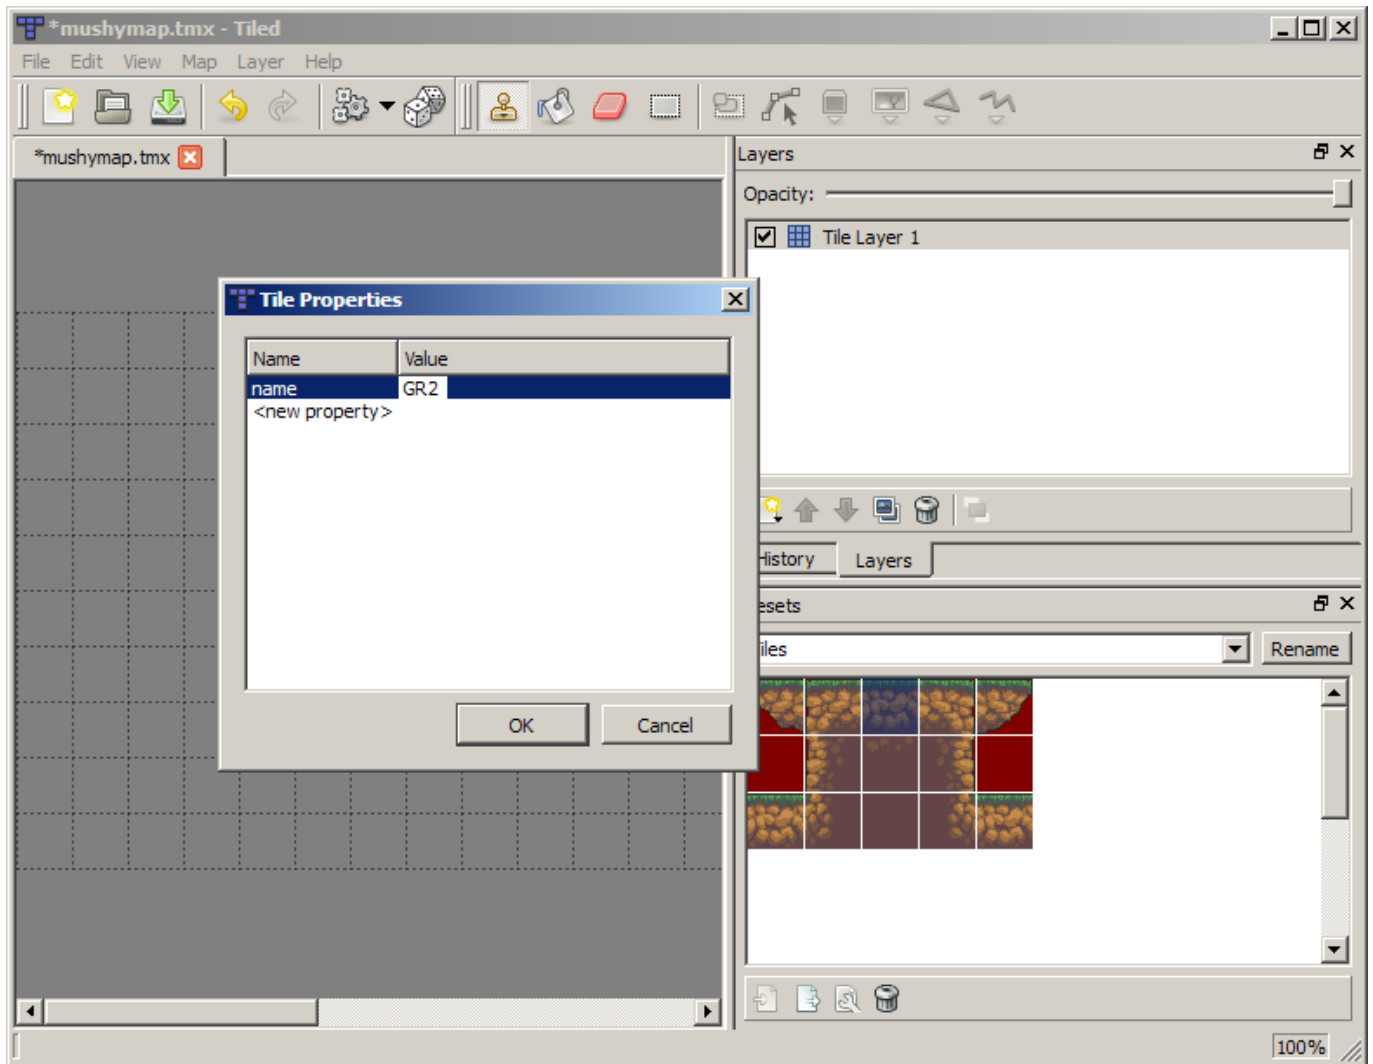 *mushymap.tmx - Tiled
File Edit View Map Layer Help
*mushymap.tmx
Layers
Opacity:
Tile Layer 1
Tile Properties
Name Value
name GR2
<new property>
OK Cancel
History Layers
esets
iles
Rename
100%